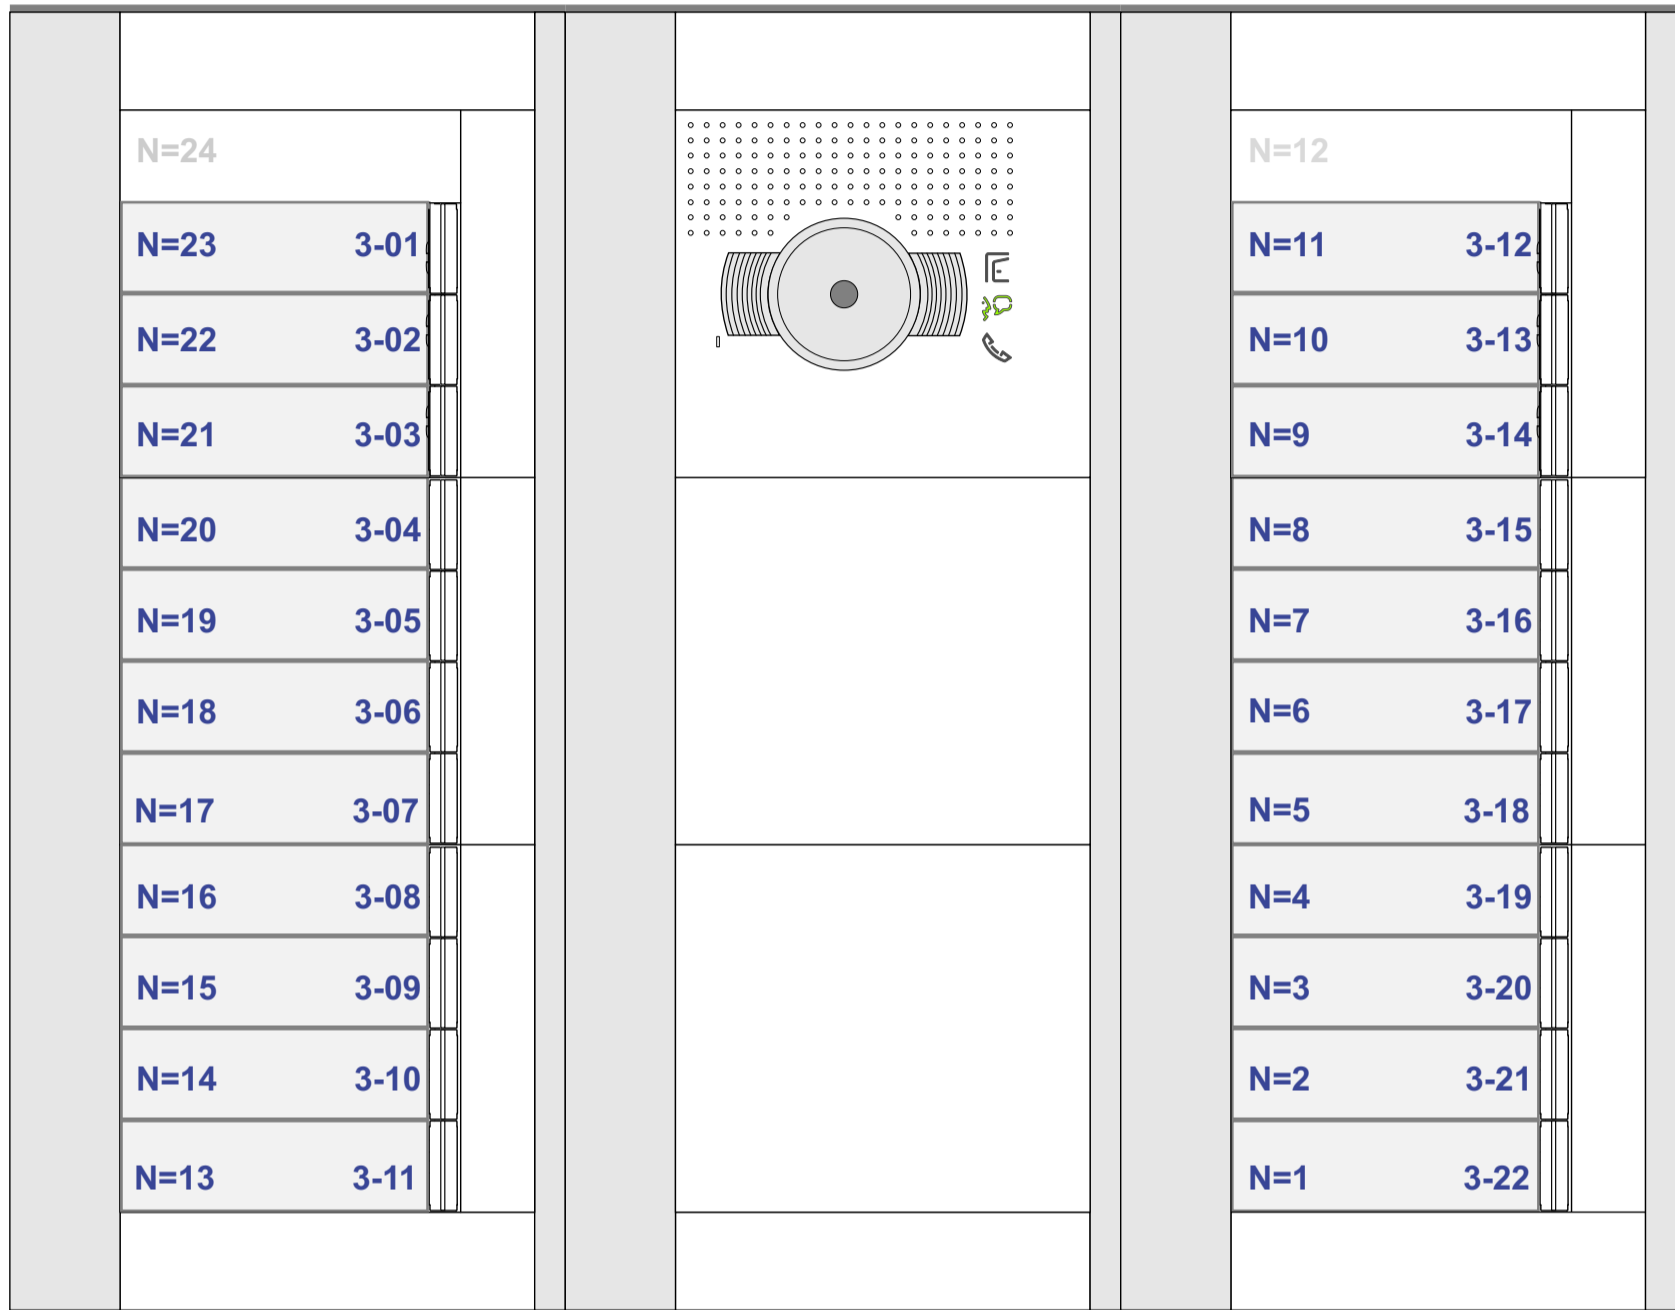 N=24
N=23 3-01
N=22 3-02
N=21 3-03
N=20 3-04
N=19 3-05
N=18 3-06
N=17 3-07
N=16 3-08
N=15 3-09
N=14 3-10
N=13 3-11
N=12
N=11 3-12
N=10 3-13
N=9 3-14
N=8 3-15
N=7 3-16
N=6 3-17
N=5 3-18
N=4 3-19
N=3 3-20
N=2 3-21
N=1 3-22